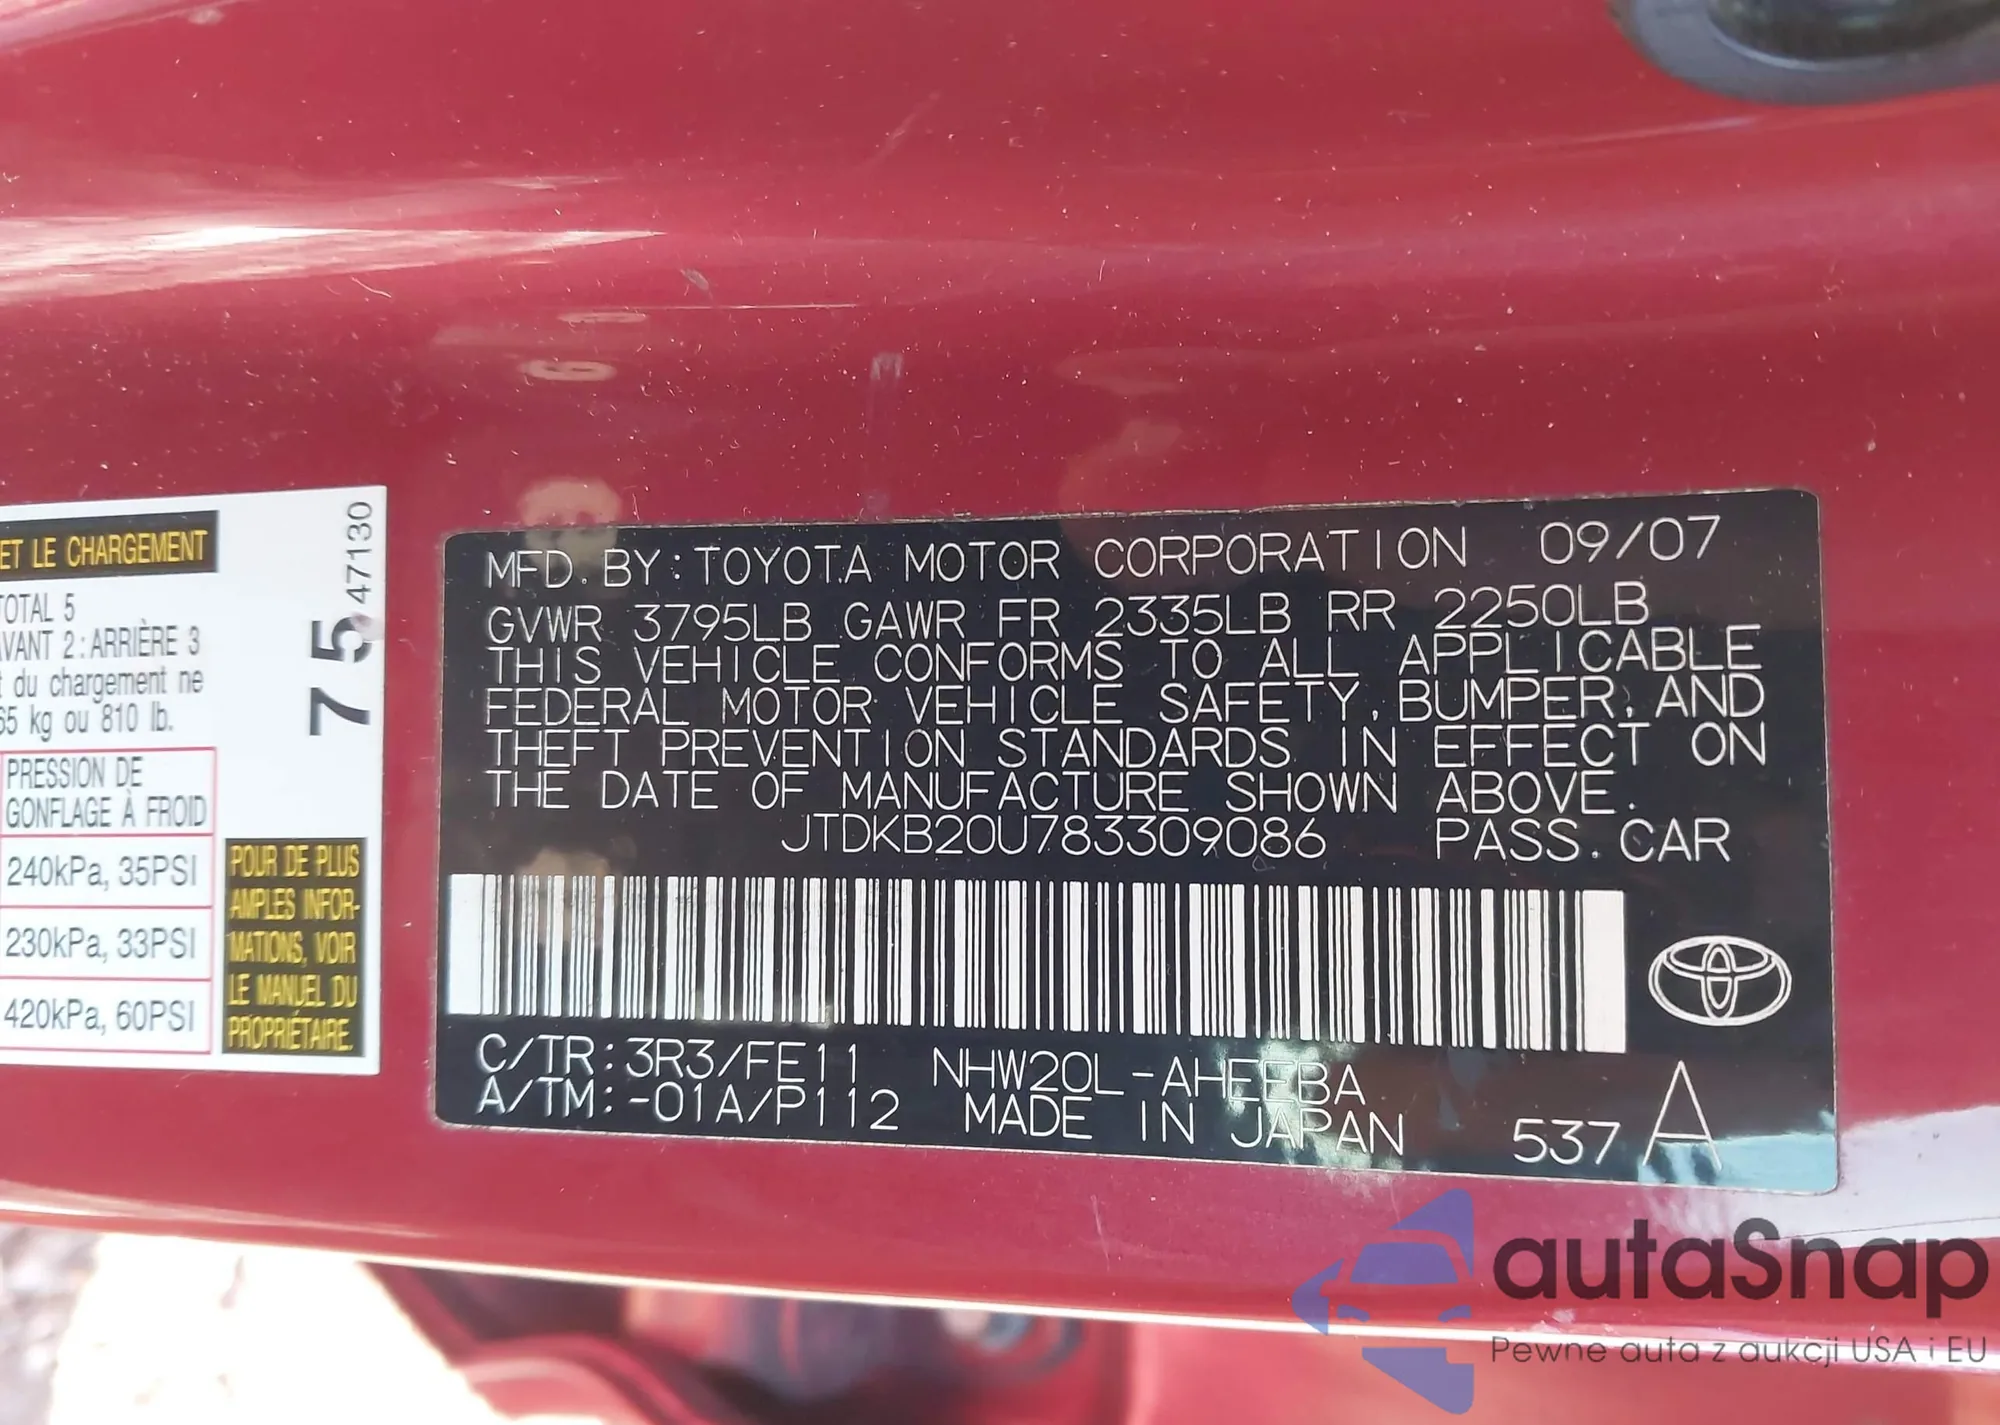 ET LE CHARGEMENT
TOTAL 5
AVANT 2 : ARRIÈRE 3
t du chargement ne
65 kg ou 810 lb.
PRESSION DE
GONFLAGE À FROID
240kPa, 35PSI
230kPa, 33PSI
420kPa, 60PSI
75
47130
POUR DE PLUS
AMPLES INFOR-
MATIONS, VOIR
LE MANUEL DU
PROPRIÉTAIRE.
MFD. BY: TOYOTA MOTOR CORPORATION 09/07
GVWR 3795LB GAWR FR 2335LB RR 2250LB
THIS VEHICLE CONFORMS TO ALL APPLICABLE
FEDERAL MOTOR VEHICLE SAFETY, BUMPER, AND
THEFT PREVENTION STANDARDS IN EFFECT ON
THE DATE OF MANUFACTURE SHOWN ABOVE.
JTDKB20U783309086 PASS. CAR
C/TR: 3R3/FE11 NHW20L-AHEEBA
A/TM: -01A/P112 MADE IN JAPAN 537 A
autaSnap
Pewne auta z aukcji USA i EU